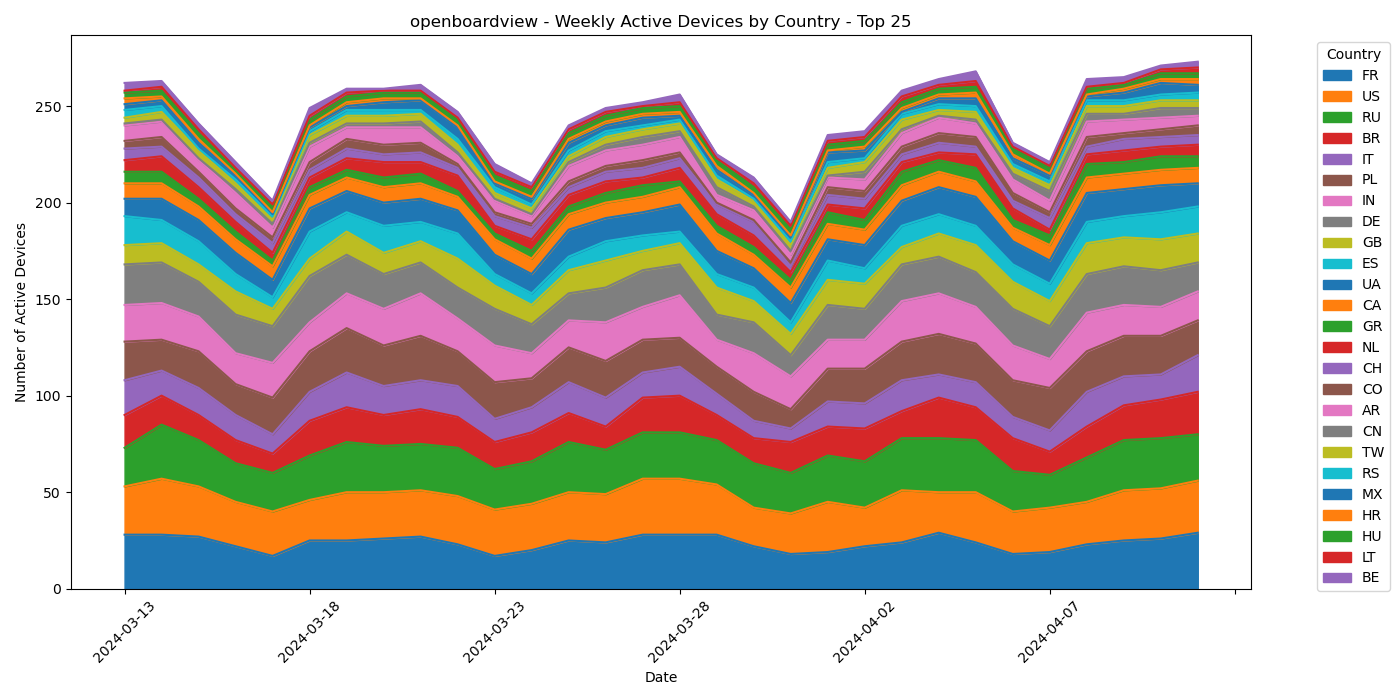 openboardview - Weekly Active Devices by Country - Top 25
Number of Active Devices
250
200
150
100
50
0
2024-03-13
2024-03-18
2024-03-23
2024-03-28
2024-04-02
2024-04-07
Date
Country
FR
US
RU
BR
IT
PL
IN
DE
GB
ES
UA
CA
GR
NL
CH
CO
AR
CN
TW
RS
MX
HR
HU
LT
BE